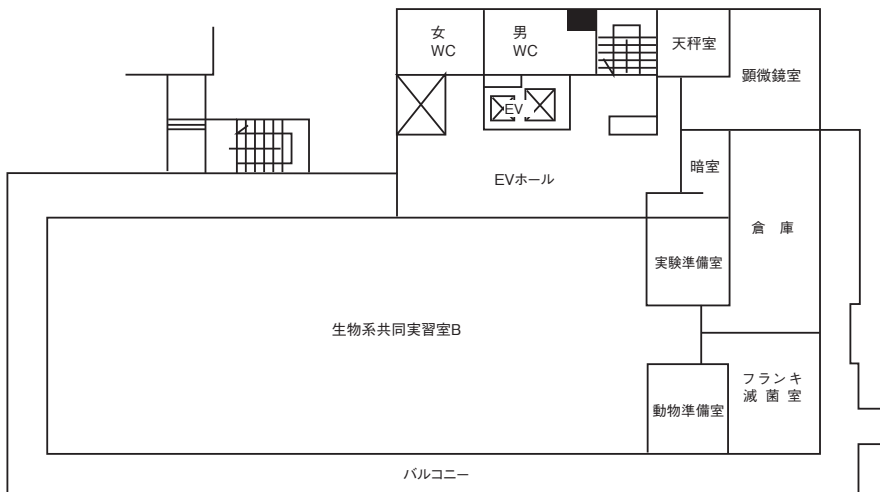 女
WC
男
WC
天秤室
顕微鏡室
EV
EVホール
暗室
倉 庫
実験準備室
生物系共同実習室B
フランキ
滅 菌 室
動物準備室
バルコニー